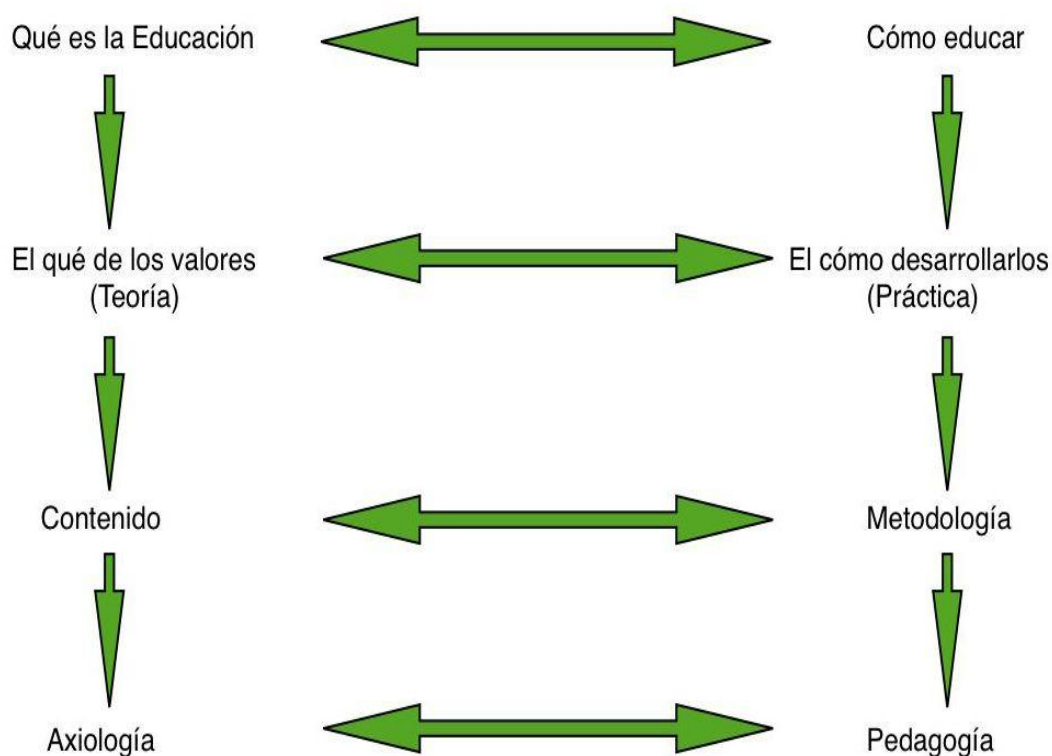 Qué es la Educación
Cómo educar
El qué de los valores
(Teoría)
El cómo desarrollarlos
(Práctica)
Contenido
Metodología
Axiología
Pedagogía